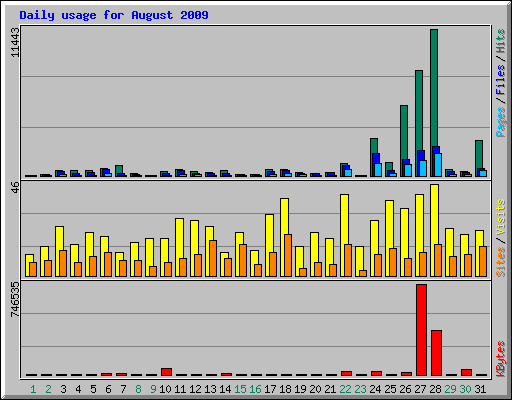 Daily usage for August 2009
11443
46
746535
Pages / Files / Hits
Sites / Visits
KBytes
1 2 3 4 5 6 7 8 9 10 11 12 13 14 15 16 17 18 19 20 21 22 23 24 25 26 27 28 29 30 31